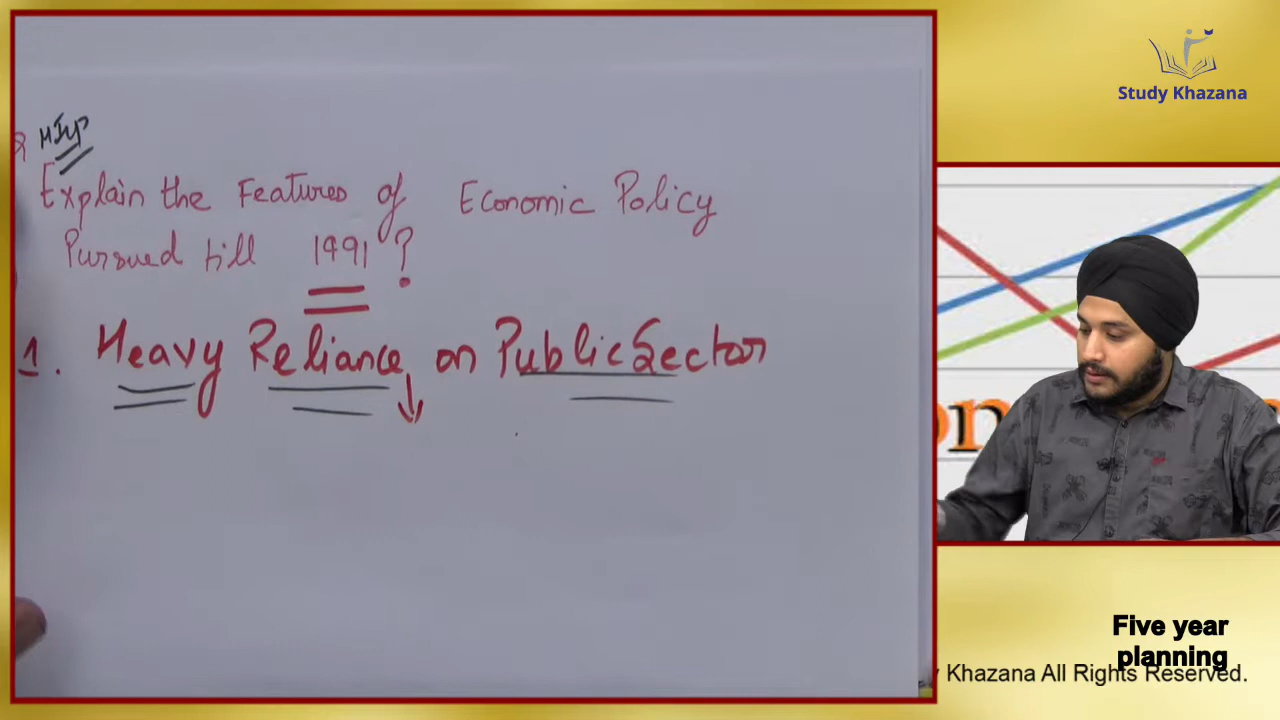 Study Khazana
Explain the Features of Economic Policy
Pursued till 1991 ?
1. Heavy Reliance on Public Sector
on
Five year
planning
Khazana All Rights Reserved.